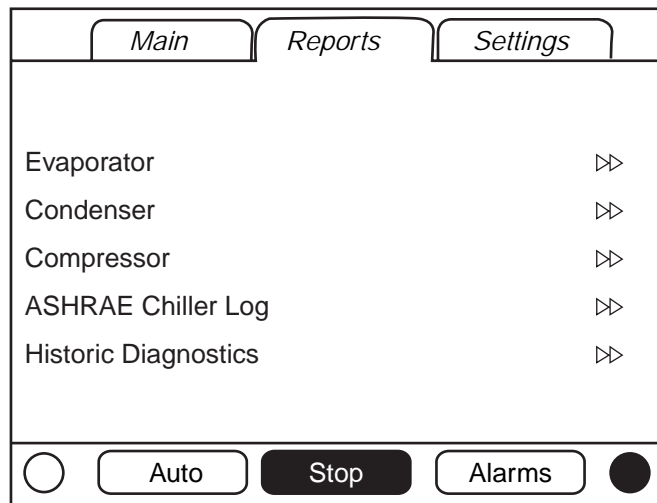 Main Reports Settings
Evaporator
Condenser
Compressor
ASHRAE Chiller Log
Historic Diagnostics
Auto Stop Alarms